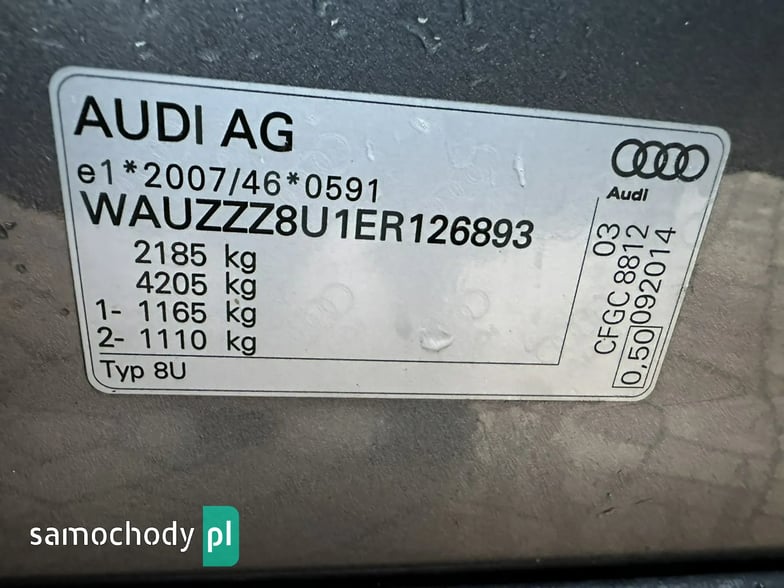 AUDI AG
e1*2007/46*0591
WAUZZZ8U1ER126893
2185 kg
4205 kg
1- 1165 kg
2- 1110 kg
Typ 8U
Audi
03
CFGC 8812
0,50 092014
samochody pl